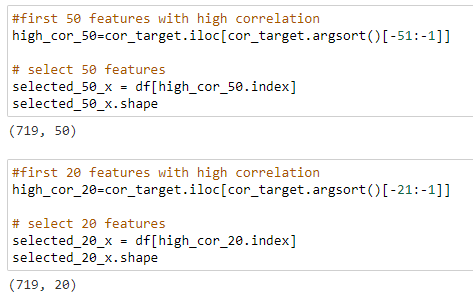 #first 50 features with high correlation
high_cor_50=cor_target.iloc[cor_target.argsort()[-51:-1]]
# select 50 features
selected_50_x = df[high_cor_50.index]
selected_50_x.shape
(719, 50)
#first 20 features with high correlation
high_cor_20=cor_target.iloc[cor_target.argsort()[-21:-1]]
# select 20 features
selected_20_x = df[high_cor_20.index]
selected_20_x.shape
(719, 20)